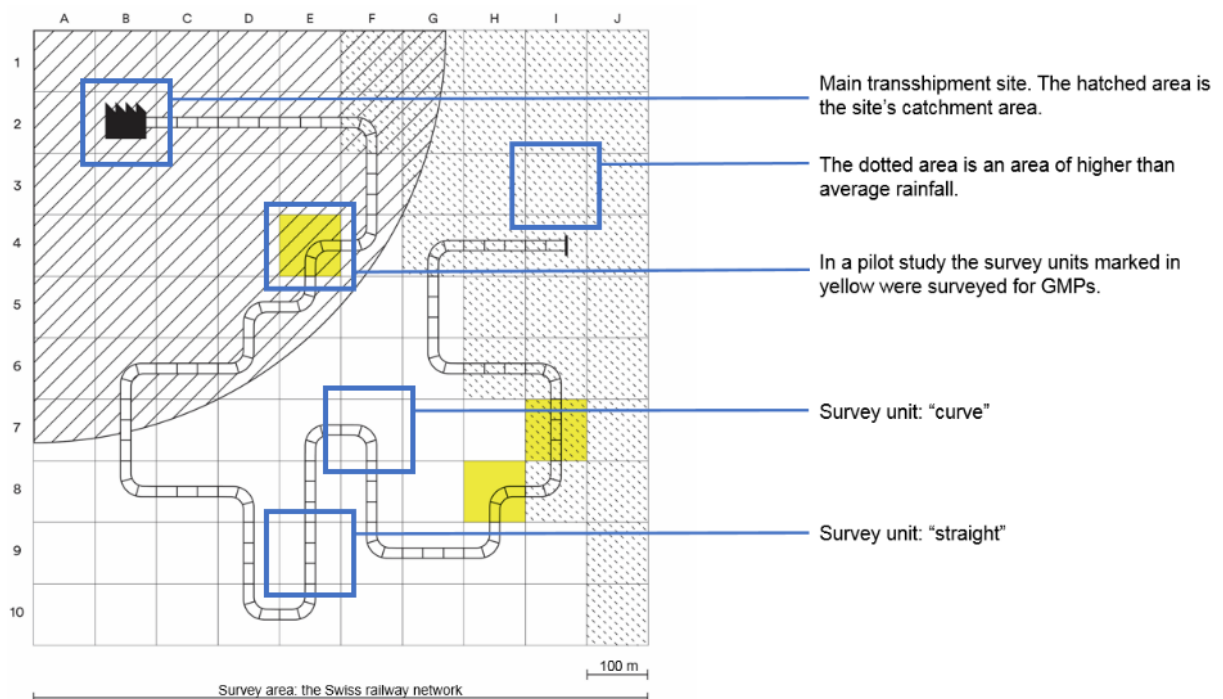 A B C D E F G H I J
1
2
3
4
5
6
7
8
9
10
Main transshipment site. The hatched area is
the site's catchment area.
The dotted area is an area of higher than
average rainfall.
In a pilot study the survey units marked in
yellow were surveyed for GMPs.
Survey unit: “curve”
Survey unit: “straight”
100 m
Survey area: the Swiss railway network